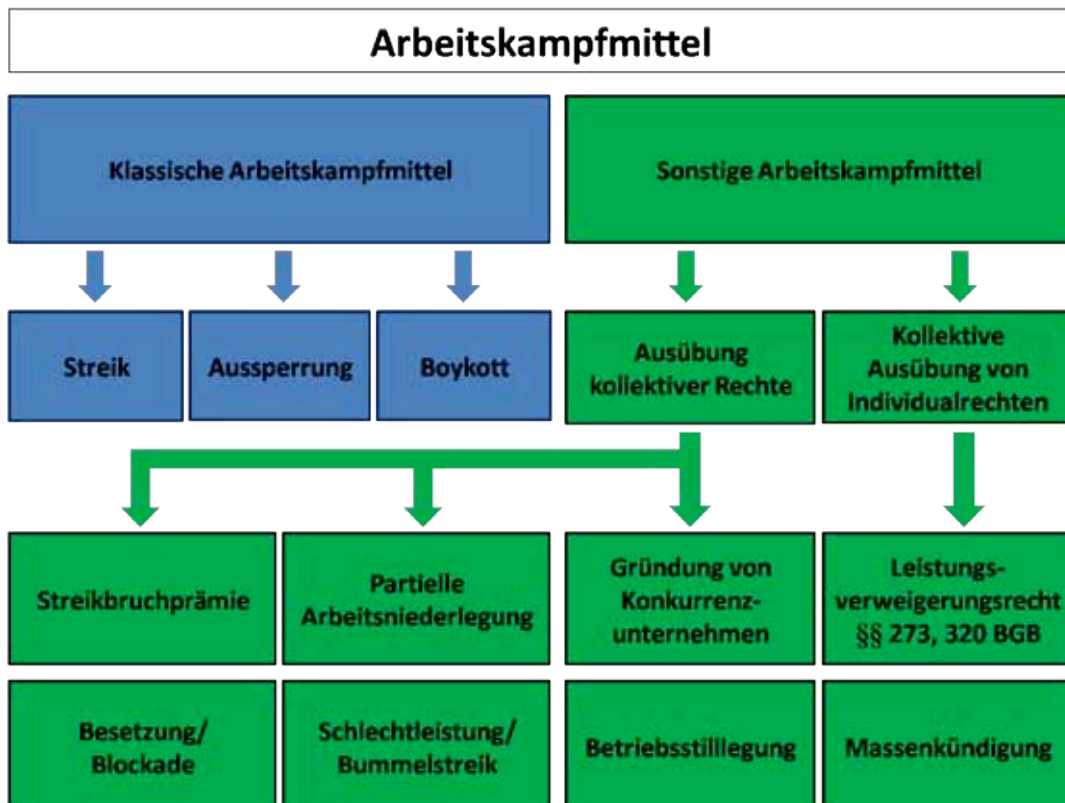 Arbeitskampfmittel
Klassische Arbeitskampfmittel
Sonstige Arbeitskampfmittel
Streik
Aussperrung
Boykott
Ausübung
kollektiver Rechte
Kollektive
Ausübung von
Individualrechten
Streikbruchprämie
Partielle
Arbeitsniederlegung
Gründung von
Konkurrenz-
unternehmen
Leistungs-
verweigerungsrecht
§§ 273, 320 BGB
Besetzung/
Blockade
Schlechtleistung/
Bummelstreik
Betriebsstilllegung
Massenkündigung